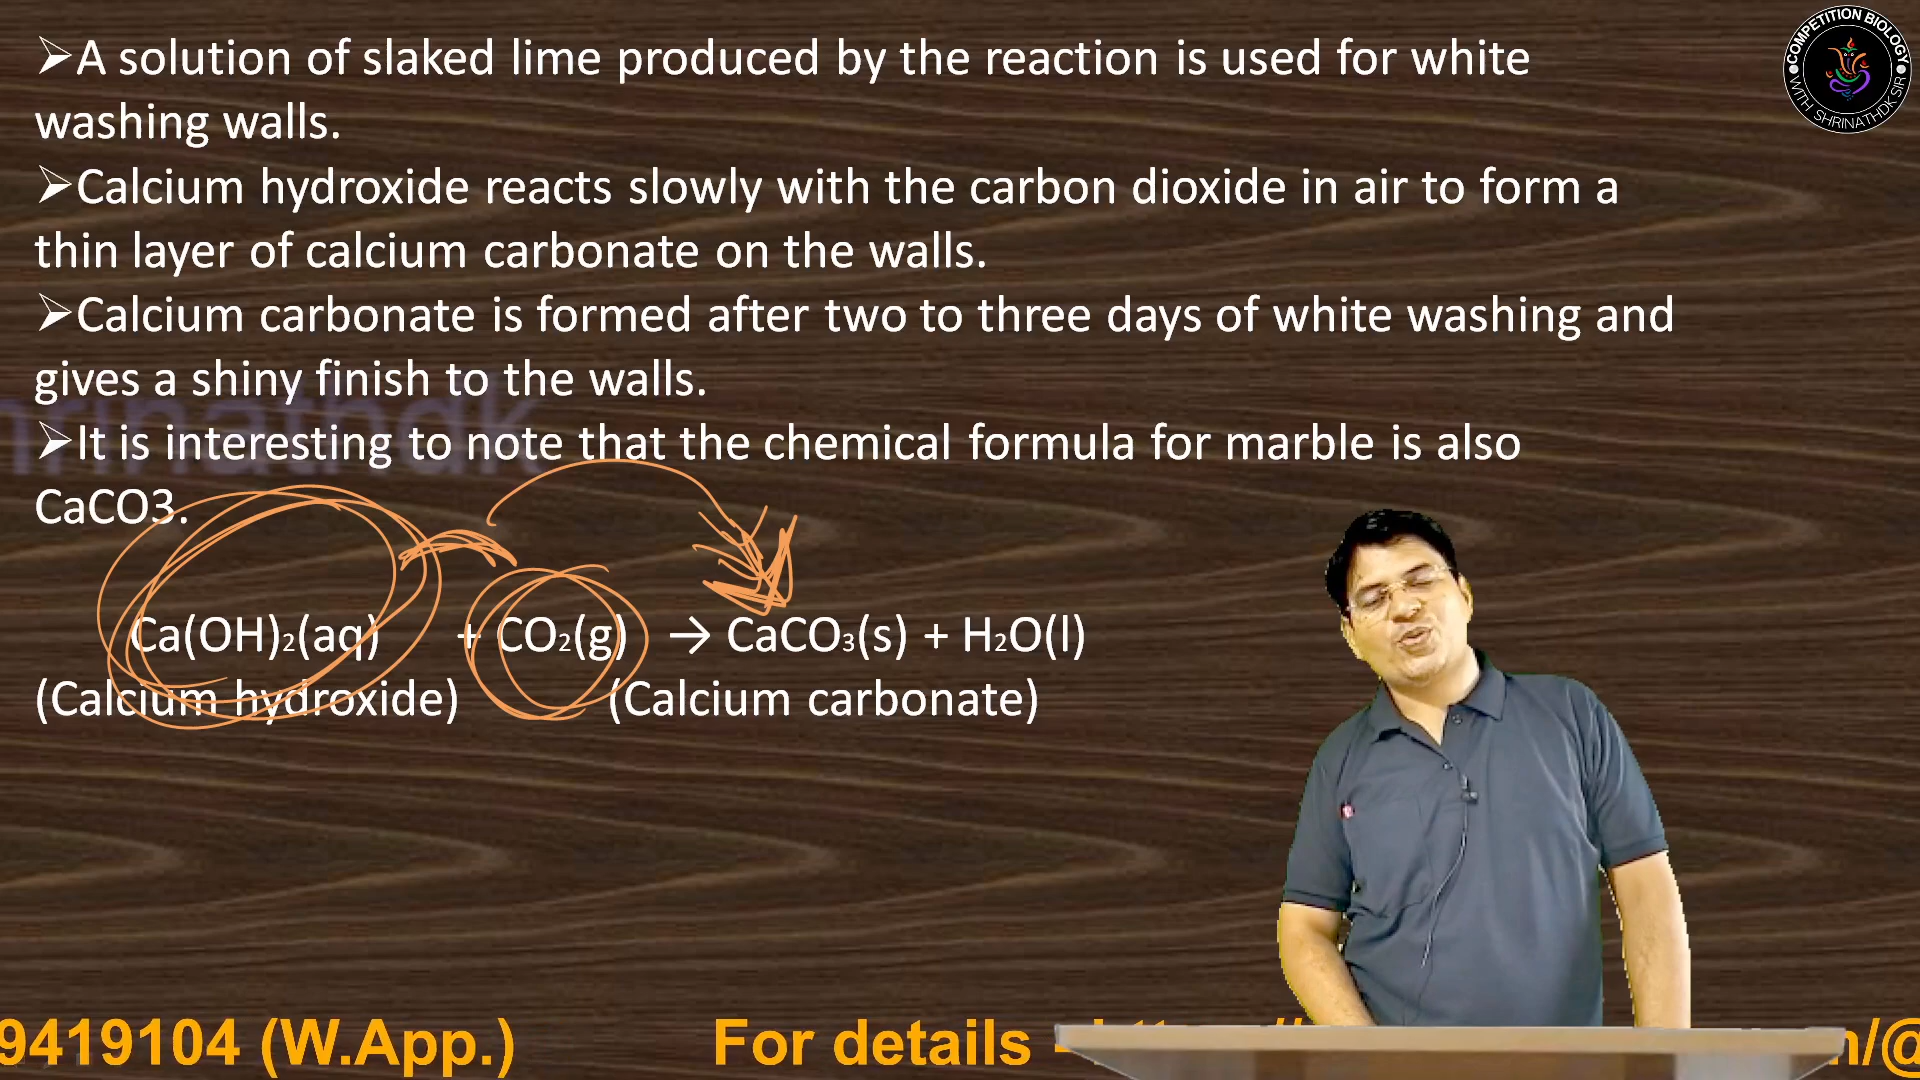 ➢A solution of slaked lime produced by the reaction is used for white
washing walls.
➢Calcium hydroxide reacts slowly with the carbon dioxide in air to form a
thin layer of calcium carbonate on the walls.
➢Calcium carbonate is formed after two to three days of white washing and
gives a shiny finish to the walls.
➢It is interesting to note that the chemical formula for marble is also
CaCO3.
Ca(OH)₂(aq) + CO₂(g) → CaCO₃(s) + H₂O(l)
(Calcium hydroxide) (Calcium carbonate)
9419104 (W.App.) For details -
COMPETITION BIOLOGY
WITH SHRINATHDK SIR
hrinathdk